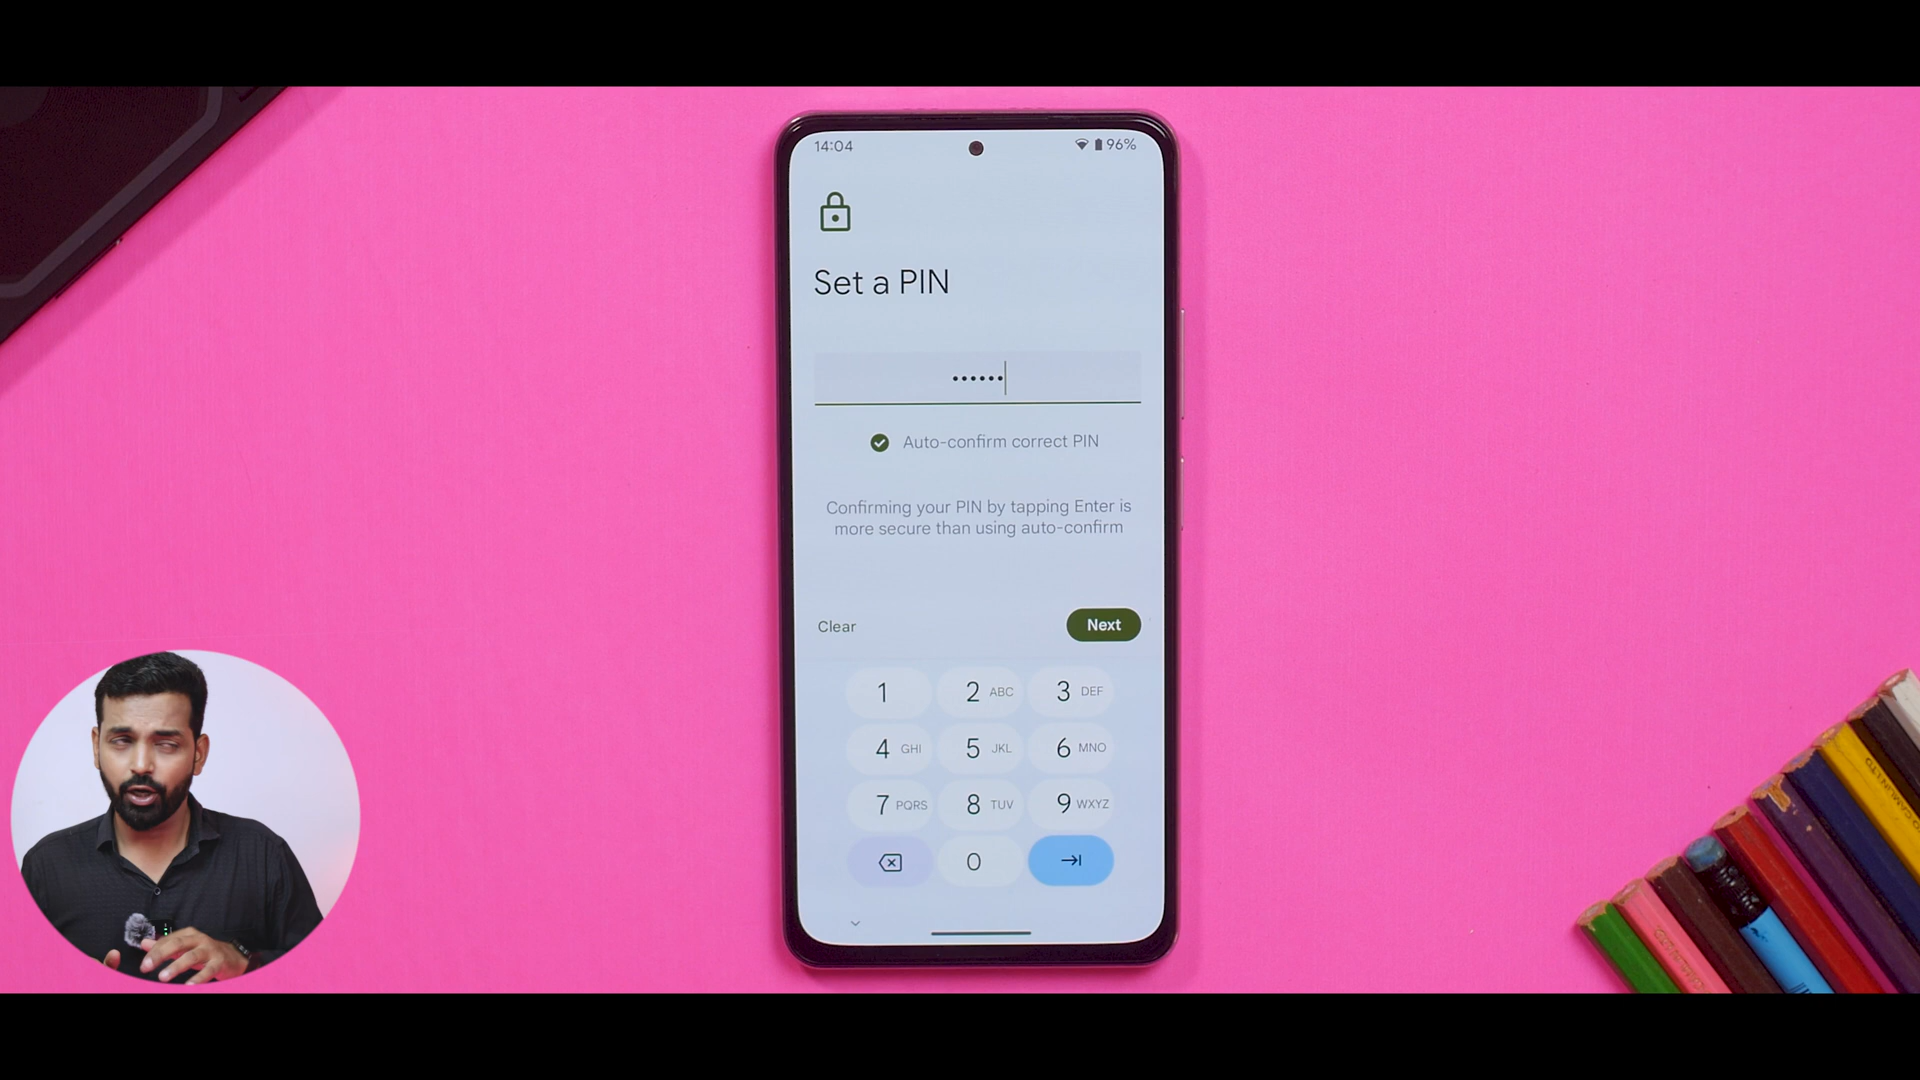 14:04
96%
Set a PIN
••••••
Auto-confirm correct PIN
Confirming your PIN by tapping Enter is
more secure than using auto-confirm
Clear
Next
1
2 ABC
3 DEF
4 GHI
5 JKL
6 MNO
7 PQRS
8 TUV
9 WXYZ
0